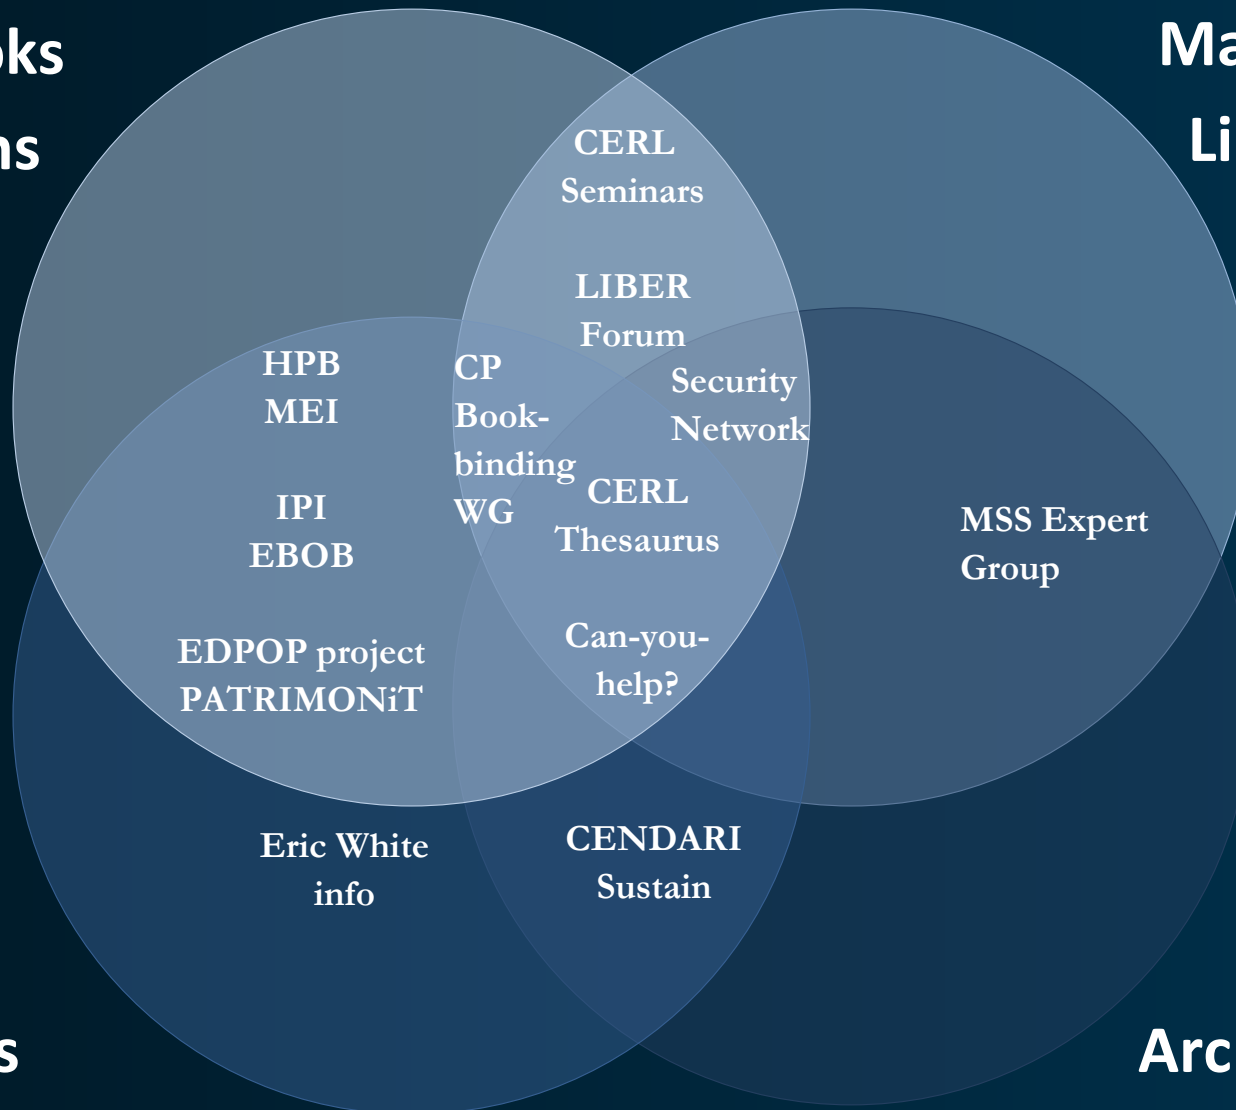 oks
ns
Ma
Li
CERL
Seminars
LIBER
Forum
HPB
MEI
CP
Book-
binding
WG
Security
Network
IPI
EBOB
CERL
Thesaurus
MSS Expert
Group
EDPOP project
PATRIMONiT
Can-you-
help?
Eric White
info
CENDARI
Sustain
s
Arc